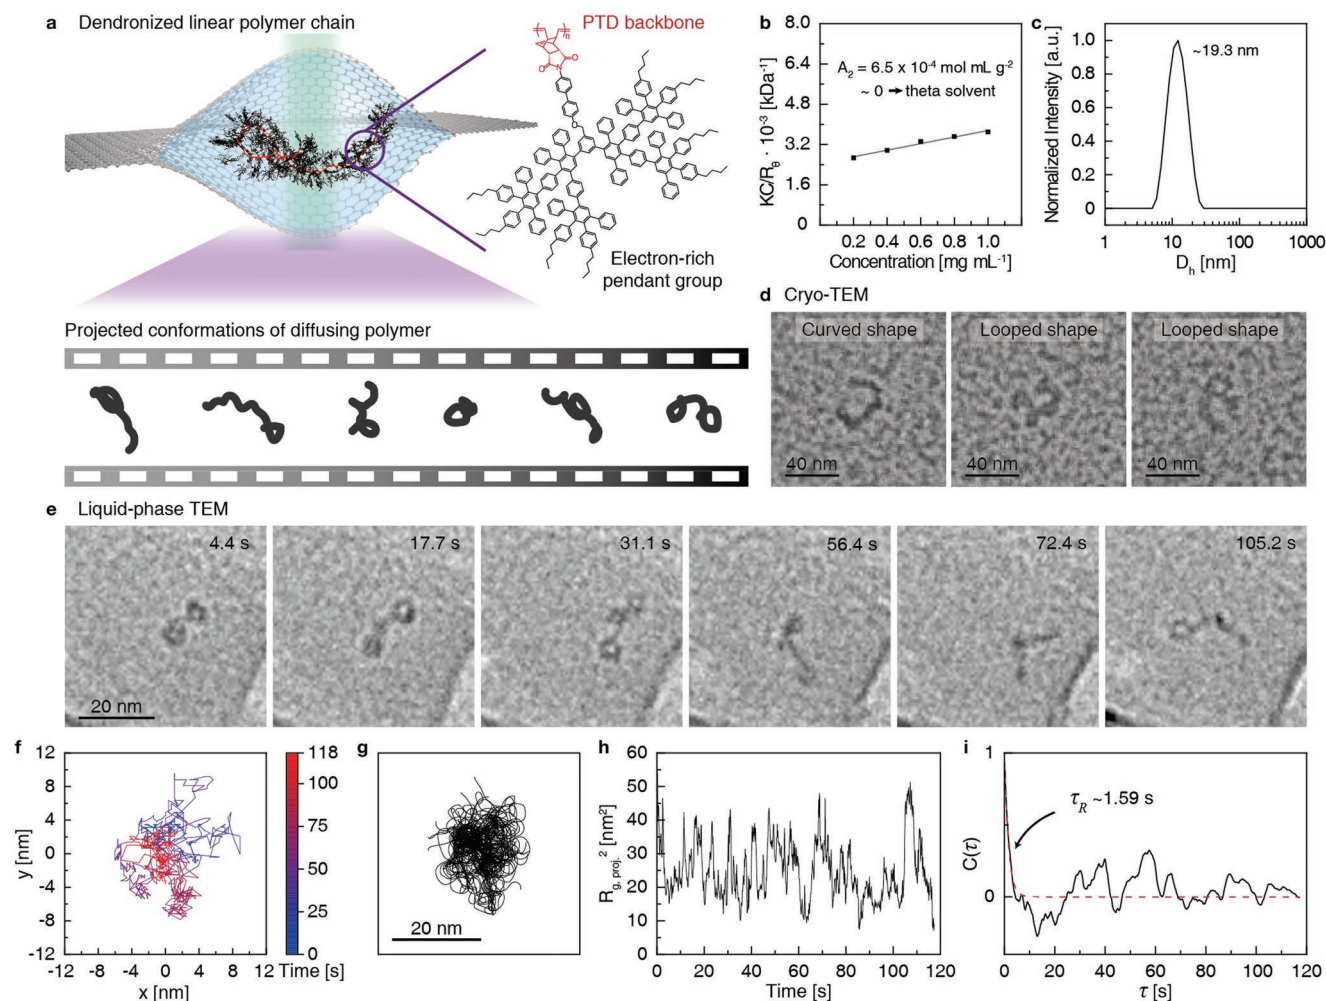 a Dendronized linear polymer chain
PTD backbone
n
O
N
O
O
Electron-rich
pendant group
Projected conformations of diffusing polymer
b
8.0
6.4
4.8
3.2
1.6
0
KC/Rθ · 10⁻³ [kDa⁻¹]
A₂ = 6.5 x 10⁻⁴ mol mL g⁻²
~ 0 → theta solvent
0.2 0.4 0.6 0.8 1.0
Concentration [mg mL⁻¹]
c
1.0
0.8
0.6
0.4
0.2
0
Normalized Intensity [a.u.]
~19.3 nm
1 10 100 1000
Dₕ [nm]
d Cryo-TEM
Curved shape
40 nm
Looped shape
40 nm
Looped shape
40 nm
e Liquid-phase TEM
4.4 s
17.7 s
31.1 s
56.4 s
72.4 s
105.2 s
20 nm
f
12
8
4
0
-4
-8
-12
y [nm]
-12 -8 -4 0 4 8 12
x [nm]
118
100
75
50
25
0
Time [s]
g
20 nm
h
60
50
40
30
20
10
0
R g, proj.² [nm²]
0 20 40 60 80 100 120
Time [s]
i
1
0
C(τ)
τR ~1.59 s
0 20 40 60 80 100 120
τ [s]